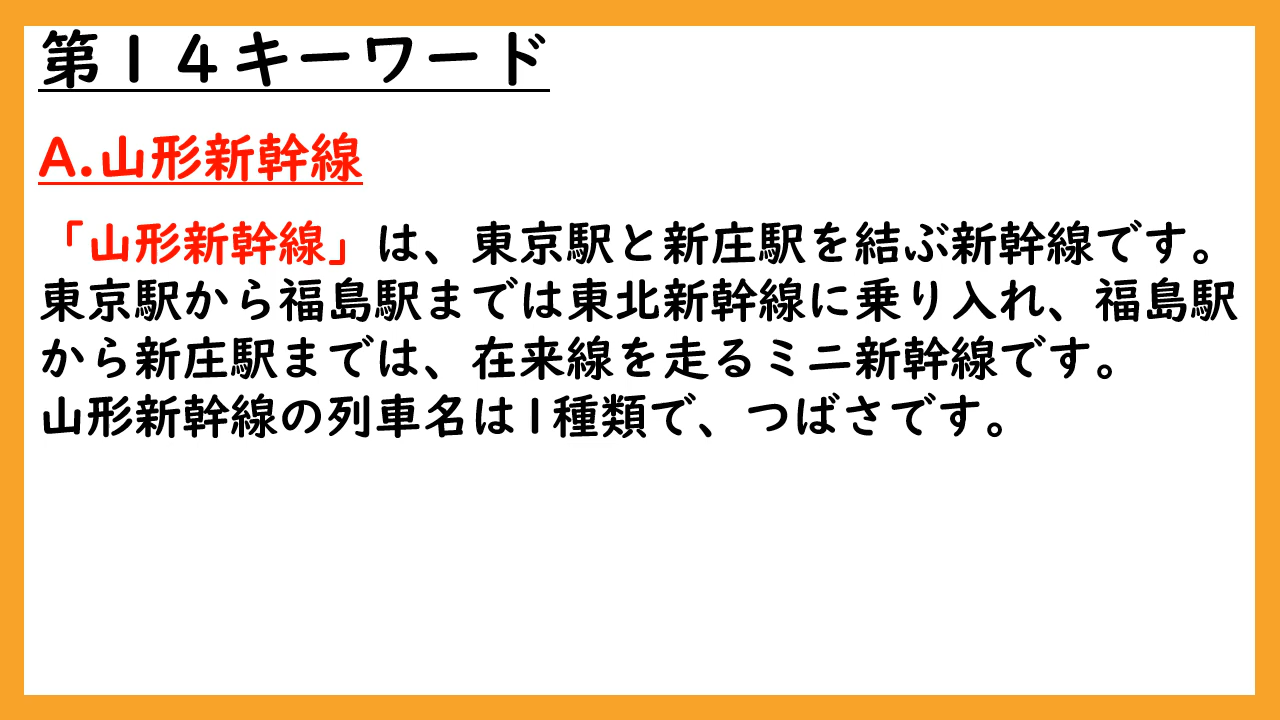 第１４キーワード
A.山形新幹線
「山形新幹線」は、東京駅と新庄駅を結ぶ新幹線です。
東京駅から福島駅までは東北新幹線に乗り入れ、福島駅
から新庄駅までは、在来線を走るミニ新幹線です。
山形新幹線の列車名は1種類で、つばさです。